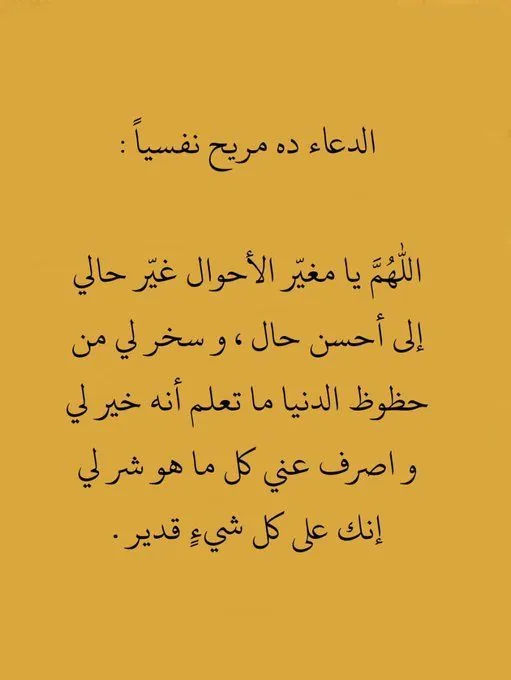 الدعاء ده مريح نفسياً :
اللّٰهُمَّ يا مغيّر الأحوال غيّر حالي
إلى أحسن حال ، و سخر لي من
حظوظ الدنيا ما تعلم أنه خير لي
و اصرف عني كل ما هو شر لي
إنك على كل شيءٍ قدير .